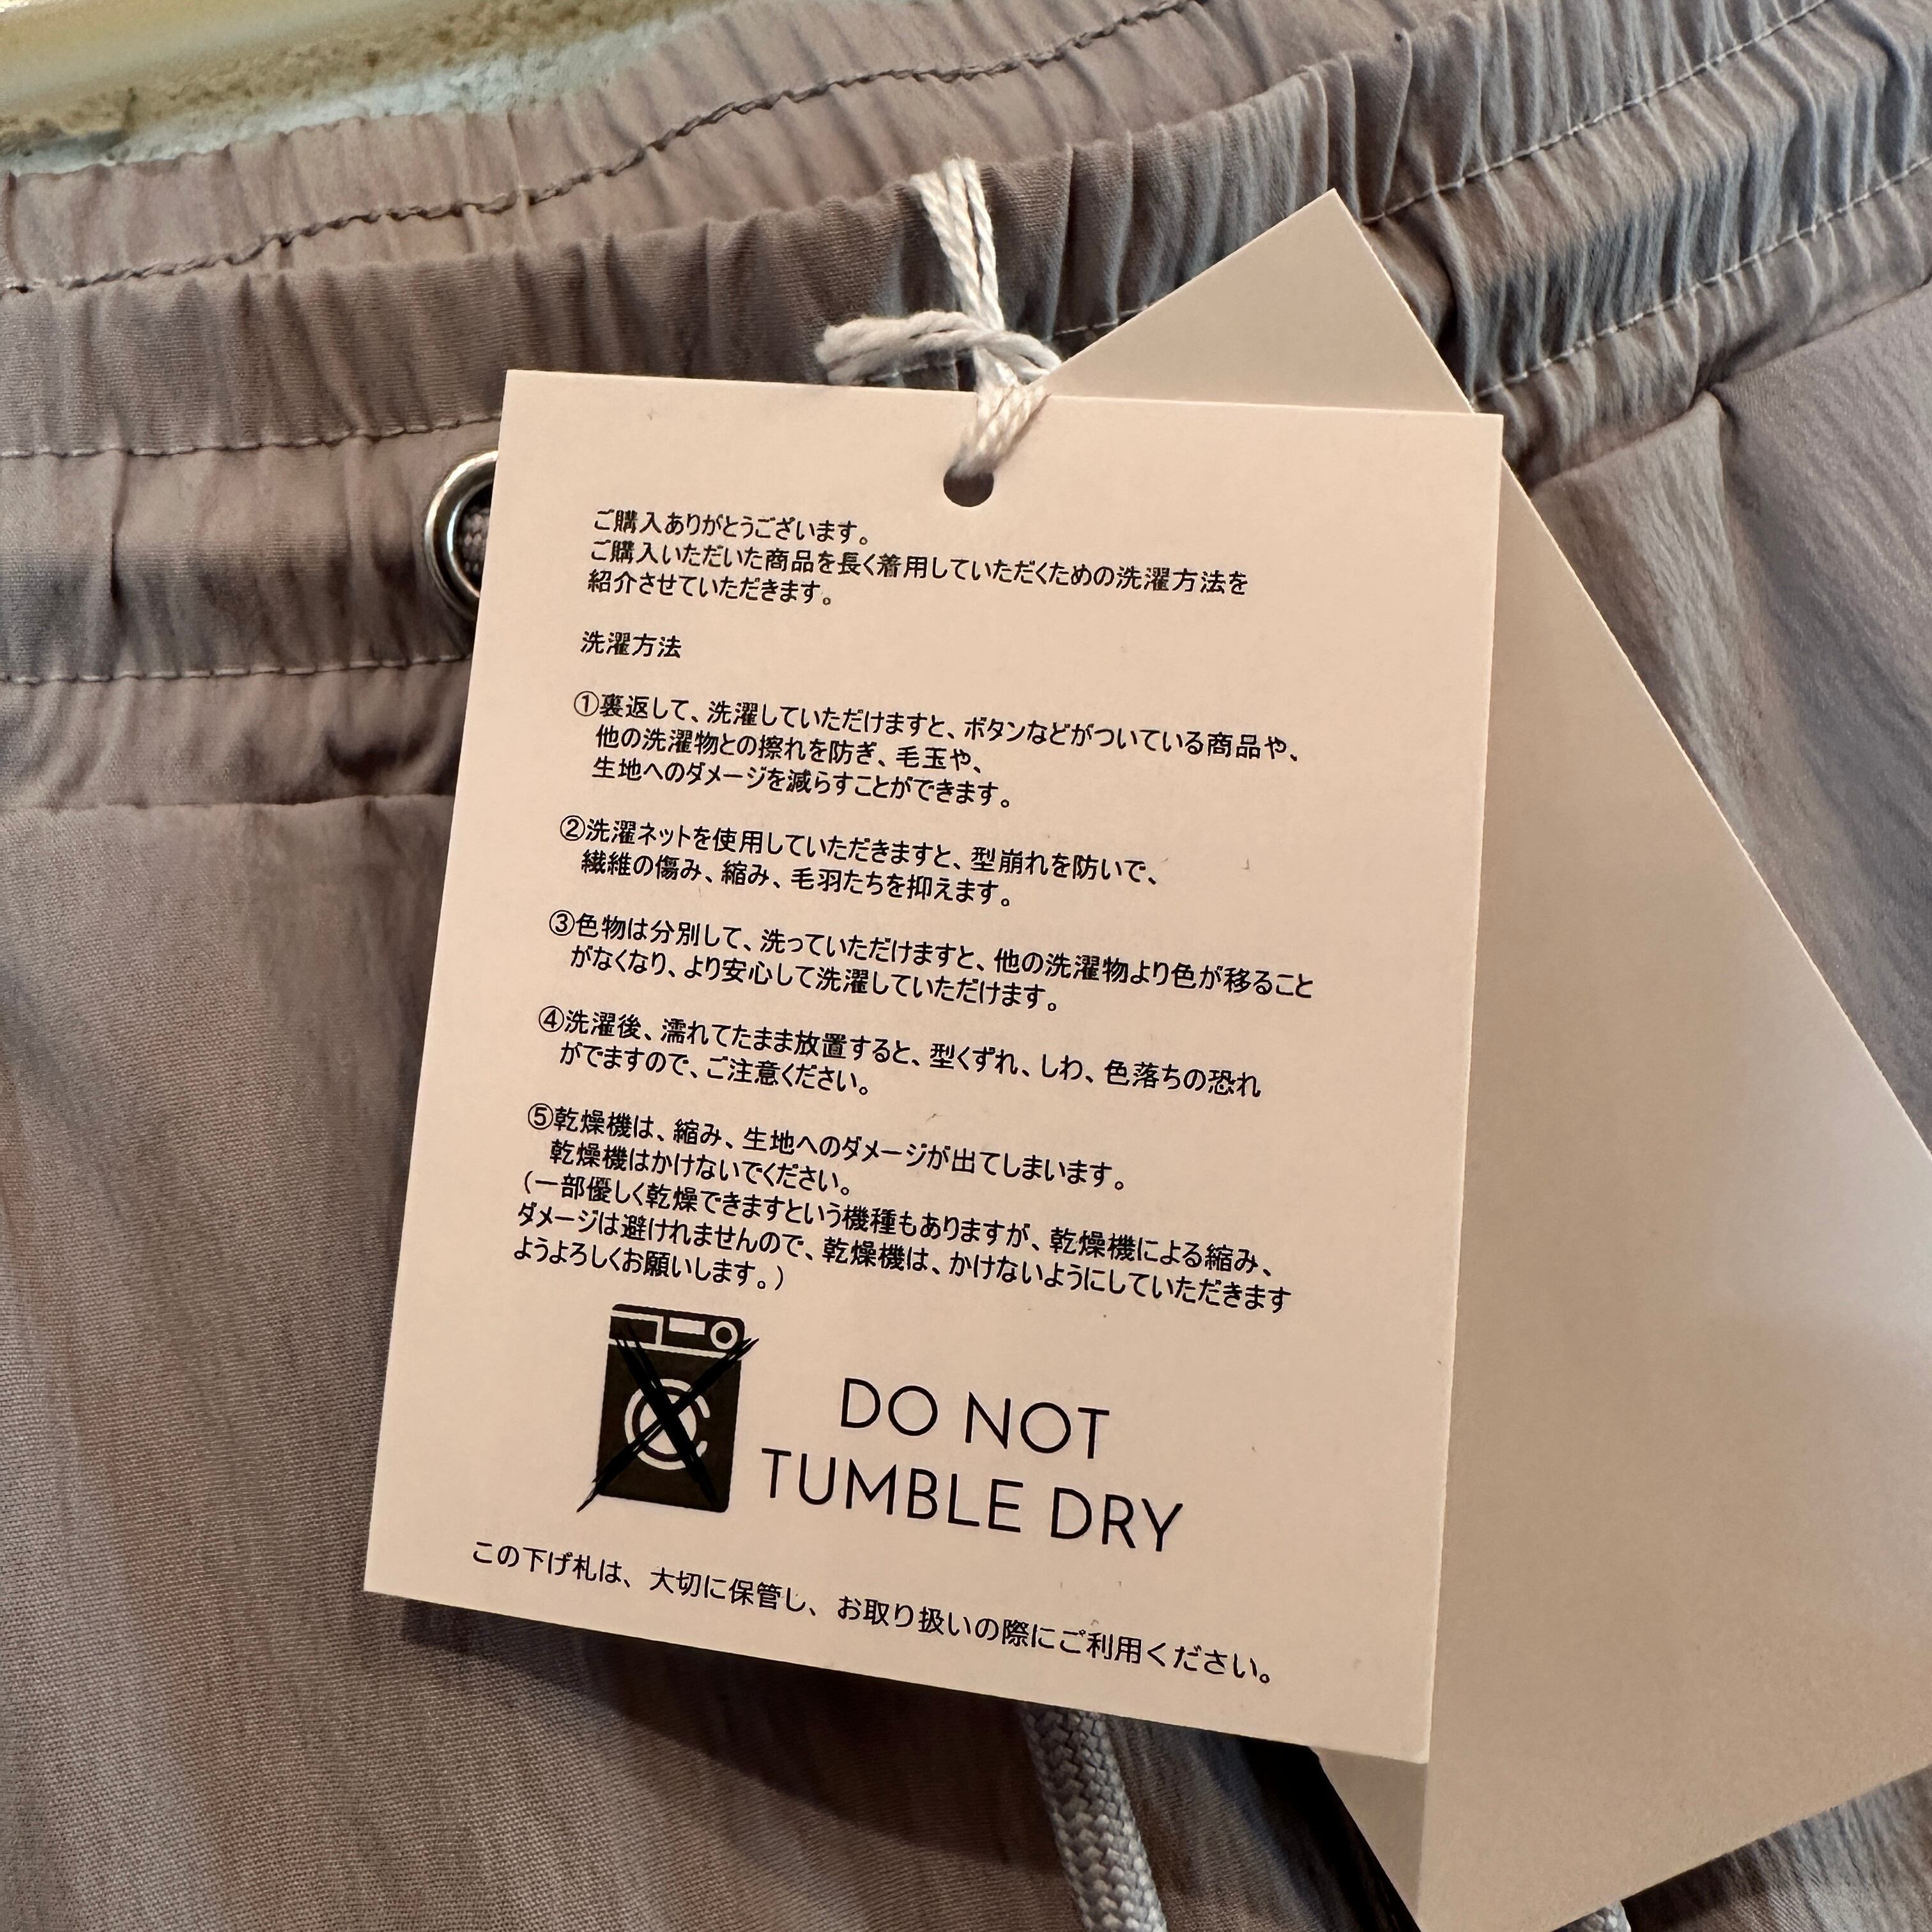 ご購入ありがとうございます。
ご購入いただいた商品を長く着用していただくための洗濯方法を
紹介させていただきます。
洗濯方法
①裏返して、洗濯していただけますと、ボタンなどがついている商品や、
他の洗濯物との擦れを防ぎ、毛玉や、
生地へのダメージを減らすことができます。
②洗濯ネットを使用していただきますと、型崩れを防いで、
繊維の傷み、縮み、毛羽たちを抑えます。
③色物は分別して、洗っていただけますと、他の洗濯物より色が移ること
がなくなり、より安心して洗濯していただけます。
④洗濯後、濡れてたまま放置すると、型くずれ、しわ、色落ちの恐れ
がでますので、ご注意ください。
⑤乾燥機は、縮み、生地へのダメージが出てしまいます。
乾燥機はかけないでください。
(一部優しく乾燥できますという機種もありますが、乾燥機による縮み、
ダメージは避けれませんので、乾燥機は、かけないようにしていただきます
ようよろしくお願いします。)
DO NOT
TUMBLE DRY
この下げ札は、大切に保管し、お取り扱いの際にご利用ください。